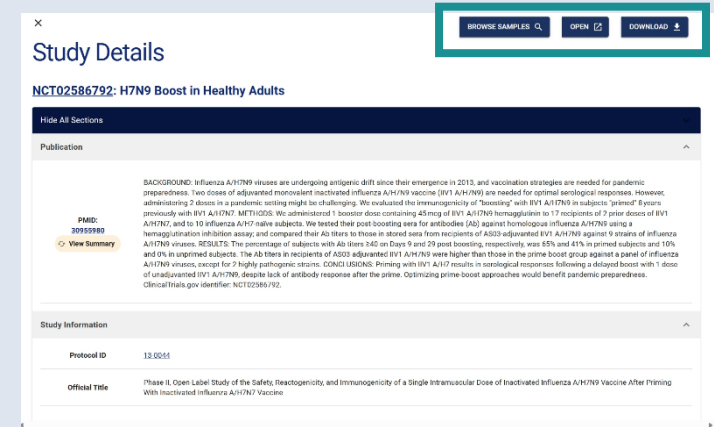 BROWSE SAMPLES OPEN DOWNLOAD
Study Details
NCT02586792: H7N9 Boost in Healthy Adults
Hide All Sections
Publication
PMID:
30955980
View Summary
BACKGROUND: Influenza A/H7N9 viruses are undergoing antigenic drift since their emergence in 2013, and vaccination strategies are needed for pandemic
preparedness. Two doses of adjuvanted monovalent inactivated influenza A/H7N9 vaccine (IIV1 A/H7N9) are needed for optimal serological responses. However,
administering 2 doses in a pandemic setting might be challenging. We evaluated the immunogenicity of "boosting" with IIV1 A/H7N9 in subjects "primed" 8 years
previously with IIV1 A/H7N7. METHODS: We administered 1 booster dose containing 45 mcg of IIV1 A/H7N9 hemagglutinin to 17 recipients of 2 prior doses of IIV1
A/H7N7, and to 10 influenza A/H7-naïve subjects. We tested their post-boosting sera for antibodies (Ab) against homologous influenza A/H7N9 using a
hemagglutination inhibition assay; and compared their Ab titers to those in stored sera from recipients of AS03-adjuvanted IIV1 A/H7N9 against 9 strains of influenza
A/H7N9 viruses. RESULTS: The percentage of subjects with Ab titers ≥40 on Days 9 and 29 post boosting, respectively, was 65% and 41% in primed subjects and 10%
and 0% in unprimed subjects. The Ab titers in recipients of AS03 adjuvanted IIV1 A/H7N9 were higher than those in the prime boost group against a panel of influenza
A/H7N9 viruses, except for 2 highly pathogenic strains. CONCLUSIONS: Priming with IIV1 A/H7 results in serological responses following a delayed boost with 1 dose
of unadjuvanted IIV1 A/H7N9, despite lack of antibody response after the prime. Optimizing prime-boost approaches would benefit pandemic preparedness.
ClinicalTrials.gov identifier: NCT02586792.
Study Information
Protocol ID 13-0044
Official Title
Phase II, Open-Label Study of the Safety, Reactogenicity, and Immunogenicity of a Single Intramuscular Dose of Inactivated Influenza A/H7N9 Vaccine After Priming
With Inactivated Influenza A/H7N7 Vaccine